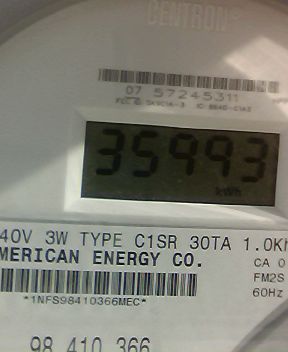 CENTRON®
07 57245311
35993
kWh
40V 3W TYPE C1SR 30TA 1.0Kh
MERICAN ENERGY CO.
CA 0
FM2S
60Hz
*1NFS98410366MEC*
98 410 366